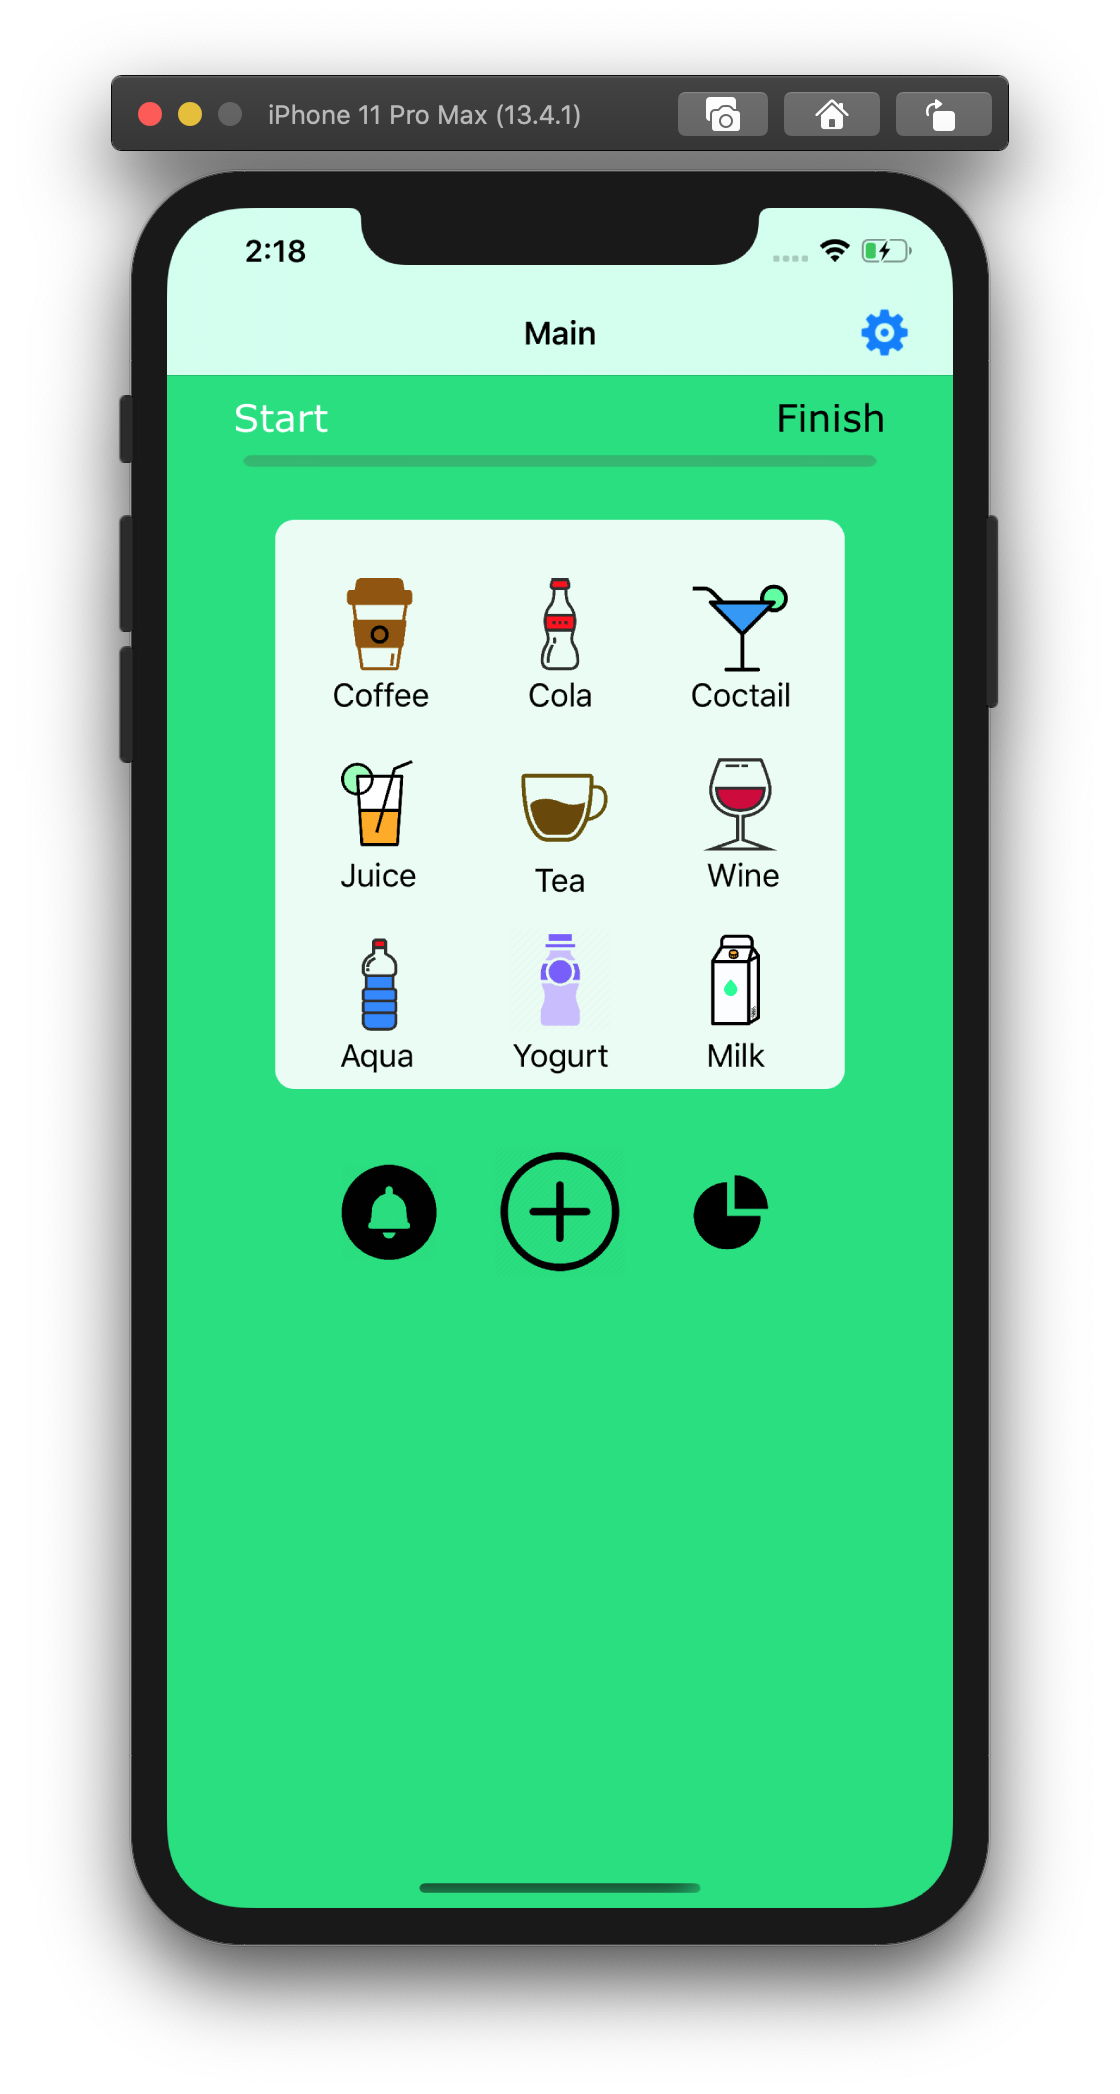 iPhone 11 Pro Max (13.4.1)
2:18
Main
Start Finish
Coffee Cola Coctail
Juice Tea Wine
Aqua Yogurt Milk